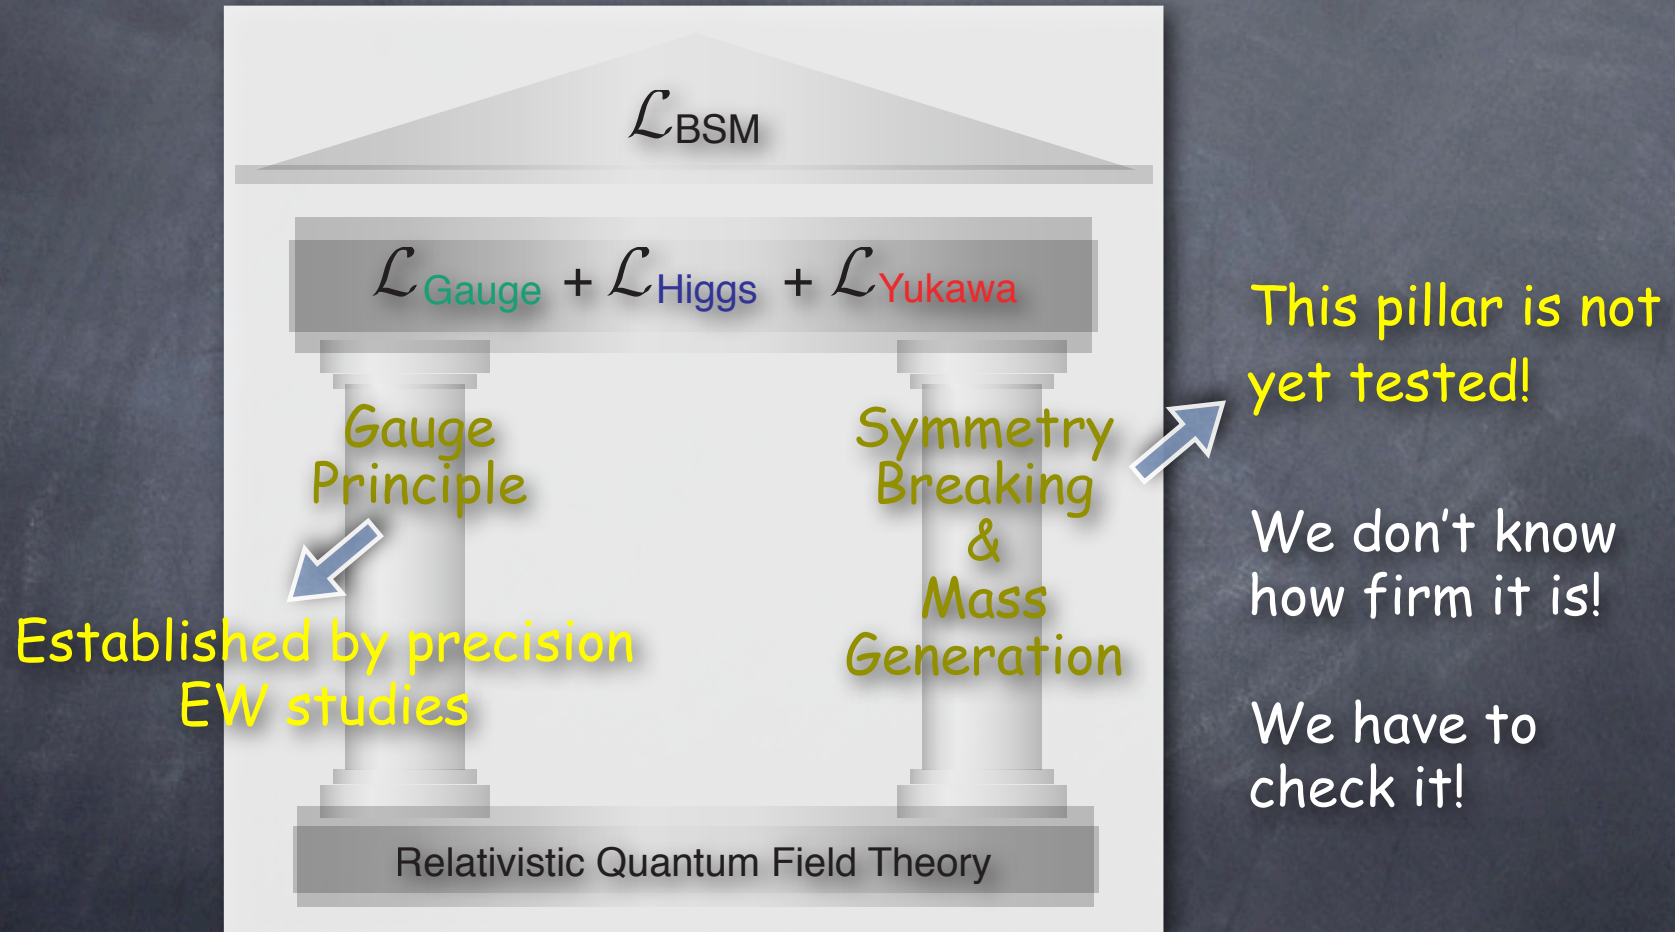 ℒBSM
ℒGauge + ℒHiggs + ℒYukawa
Gauge
Principle
Established by precision
EW studies
Symmetry
Breaking
&
Mass
Generation
This pillar is not
yet tested!
We don't know
how firm it is!
We have to
check it!
Relativistic Quantum Field Theory